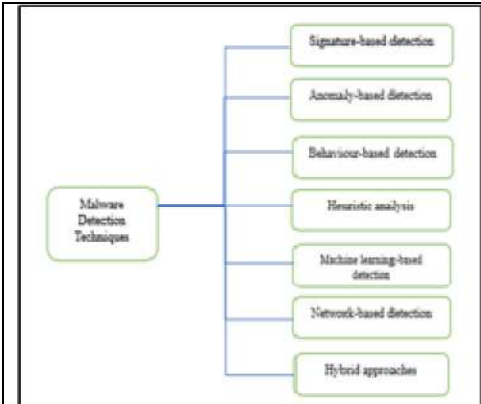 Signature-based detection
Anomaly-based detection
Behaviour-based detection
Malware
Detection
Techniques
Heuristic analysis
Machine learning-based
detection
Network-based detection
Hybrid approaches